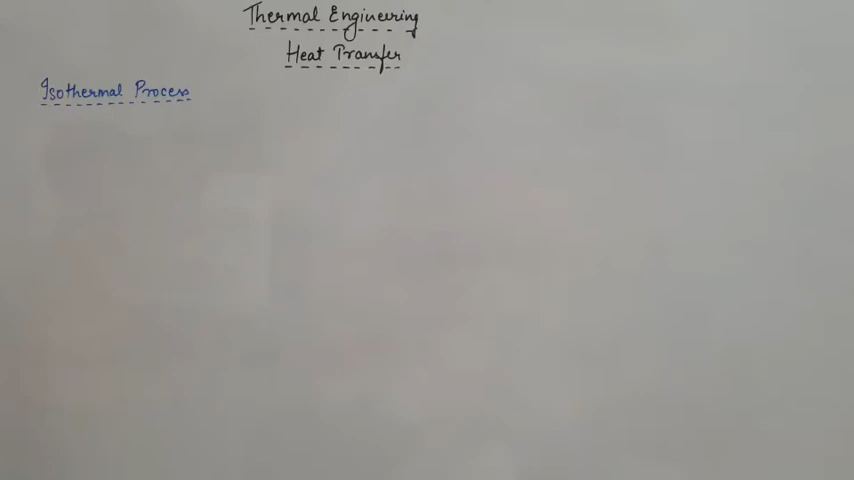 Thermal Engineering
Heat Transfer
Isothermal Process